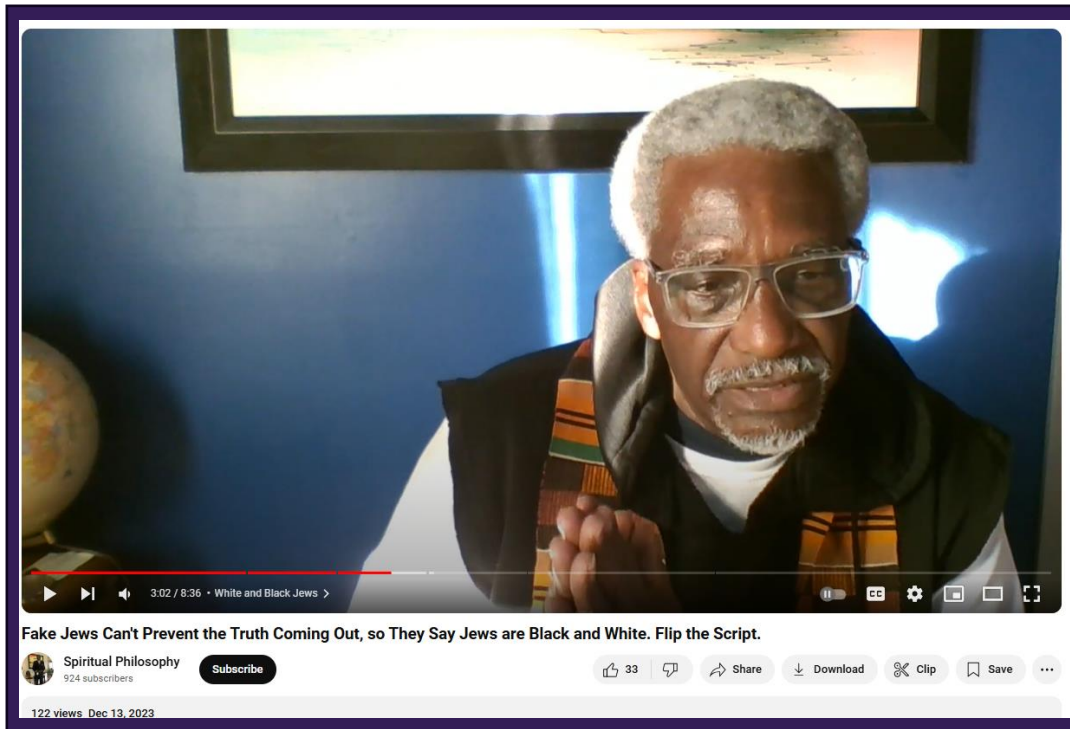 3:02 / 8:36 • White and Black Jews >
CC
Fake Jews Can't Prevent the Truth Coming Out, so They Say Jews are Black and White. Flip the Script.
Spiritual Philosophy
924 subscribers
Subscribe
33
Share
Download
Clip
Save
122 views Dec 13, 2023